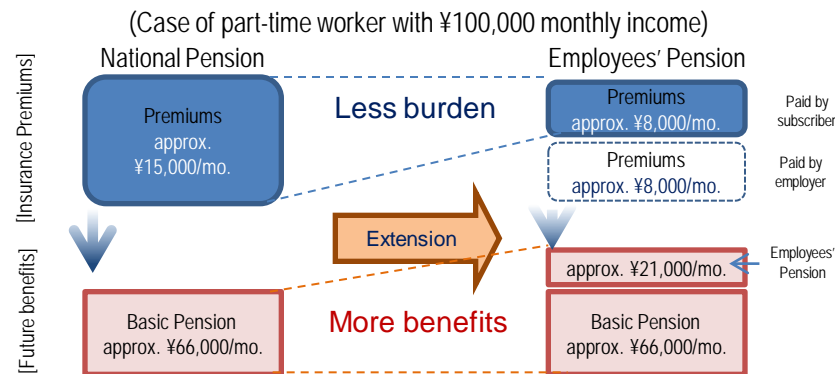 (Case of part-time worker with ¥100,000 monthly income)
National Pension
Employees' Pension
[Insurance Premiums]
Premiums
approx.
¥15,000/mo.
Less burden
Premiums
approx. ¥8,000/mo.
Paid by
subscriber
Premiums
approx. ¥8,000/mo.
Paid by
employer
Extension
[Future benefits]
approx. ¥21,000/mo.
Employees'
Pension
Basic Pension
approx. ¥66,000/mo.
More benefits
Basic Pension
approx. ¥66,000/mo.